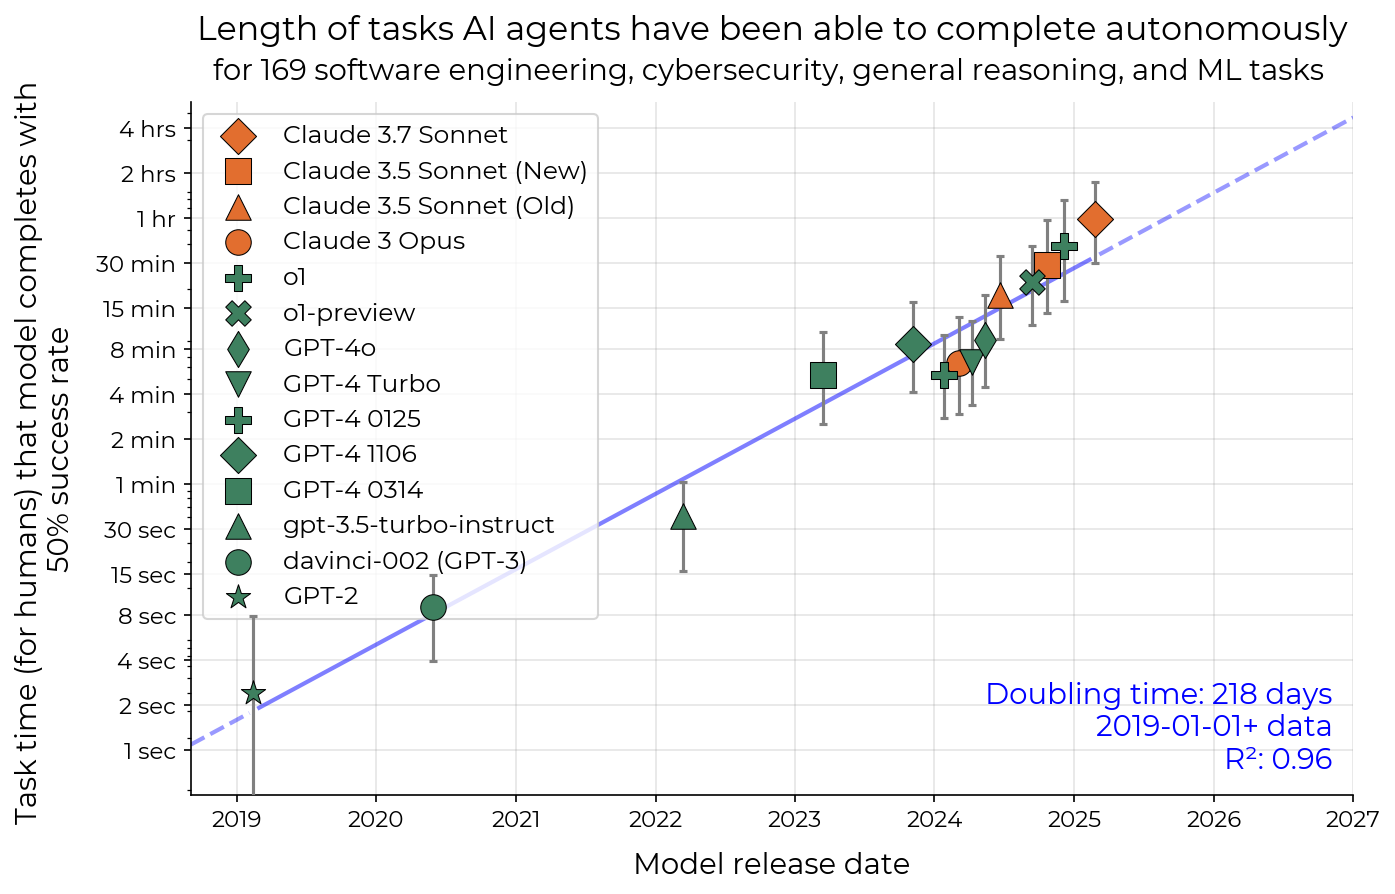 Length of tasks AI agents have been able to complete autonomously
for 169 software engineering, cybersecurity, general reasoning, and ML tasks
Task time (for humans) that model completes with
50% success rate
4 hrs
2 hrs
1 hr
30 min
15 min
8 min
4 min
2 min
1 min
30 sec
15 sec
8 sec
4 sec
2 sec
1 sec
Claude 3.7 Sonnet
Claude 3.5 Sonnet (New)
Claude 3.5 Sonnet (Old)
Claude 3 Opus
o1
o1-preview
GPT-4o
GPT-4 Turbo
GPT-4 0125
GPT-4 1106
GPT-4 0314
gpt-3.5-turbo-instruct
davinci-002 (GPT-3)
GPT-2
Doubling time: 218 days
2019-01-01+ data
R²: 0.96
2019 2020 2021 2022 2023 2024 2025 2026 2027
Model release date